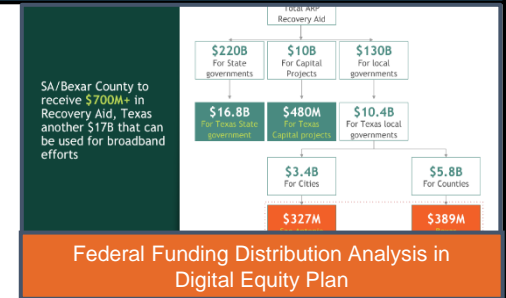 Total ARP
Recovery Aid
$220B
For State
governments
$10B
For Capital
Projects
$130B
For local
governments
SA/Bexar County to
receive $700M+ in
Recovery Aid, Texas
another $17B that can
be used for broadband
efforts
$16.8B
For Texas State
government
$480M
For Texas
Capital projects
$10.4B
For Texas local
governments
$3.4B
For Cities
$5.8B
For Counties
$327M
$389M
Federal Funding Distribution Analysis in
Digital Equity Plan